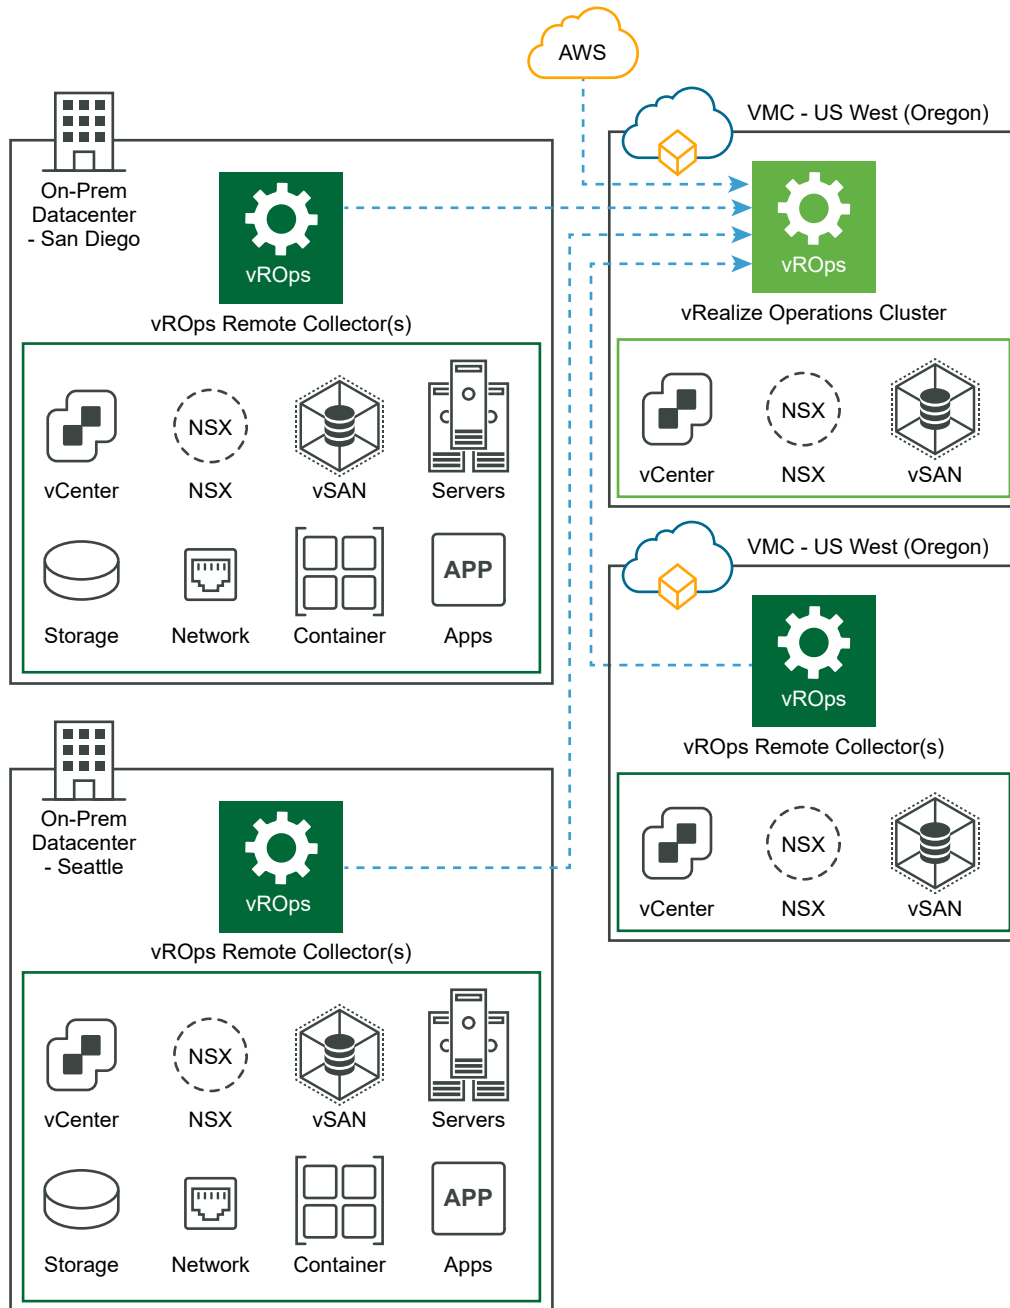 AWS
On-Prem
Datacenter
- San Diego
vROps
vROps Remote Collector(s)
vCenter
NSX
NSX
vSAN
Servers
Storage
Network
Container
APP
Apps
VMC - US West (Oregon)
vROps
vRealize Operations Cluster
vCenter
NSX
NSX
vSAN
VMC - US West (Oregon)
vROps
vROps Remote Collector(s)
vCenter
NSX
NSX
vSAN
On-Prem
Datacenter
- Seattle
vROps
vROps Remote Collector(s)
vCenter
NSX
NSX
vSAN
Servers
Storage
Network
Container
APP
Apps